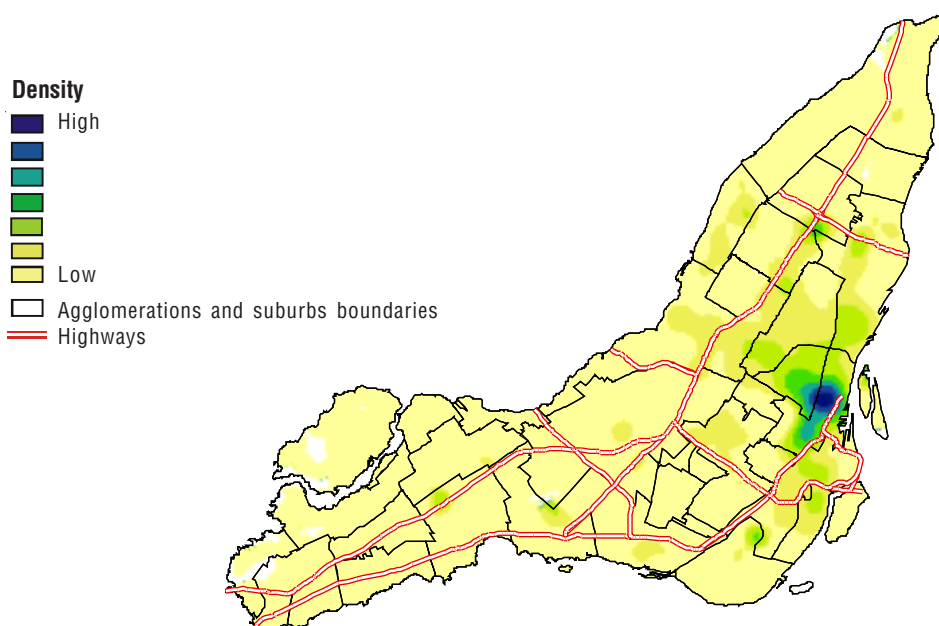 Density
High
Low
Agglomerations and suburbs boundaries
Highways